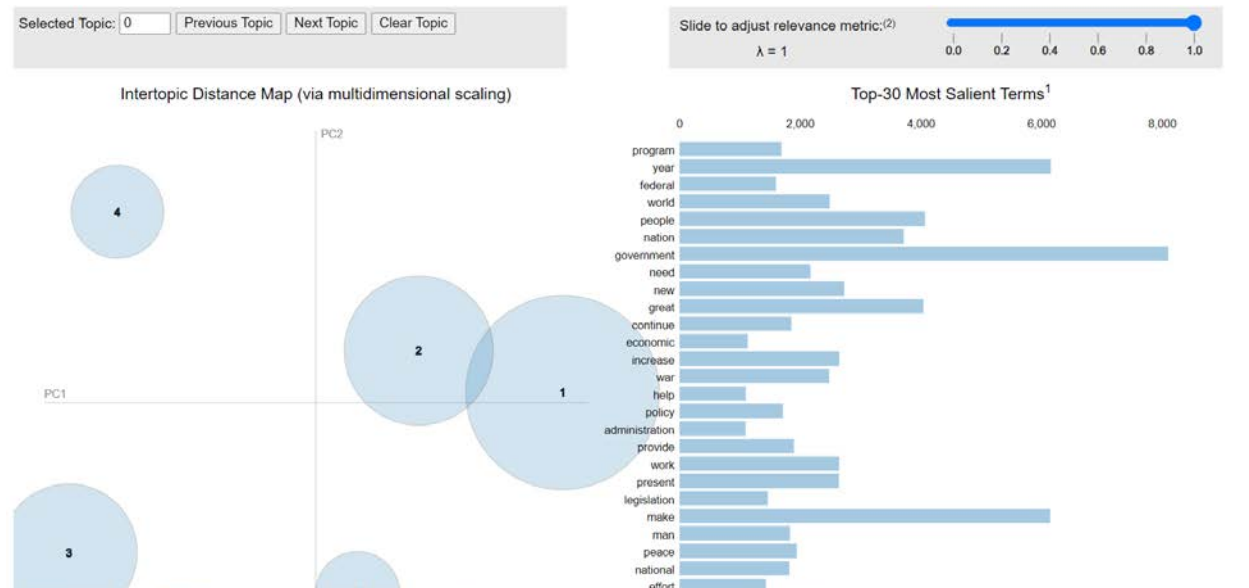 Selected Topic: 0 Previous Topic Next Topic Clear Topic
Slide to adjust relevance metric:(2)
λ = 1
0.0 0.2 0.4 0.6 0.8 1.0
Intertopic Distance Map (via multidimensional scaling)
PC2
PC1
4
2
1
3
Top-30 Most Salient Terms1
0 2,000 4,000 6,000 8,000
program
year
federal
world
people
nation
government
need
new
great
continue
economic
increase
war
help
policy
administration
provide
work
present
legislation
make
man
peace
national
effort